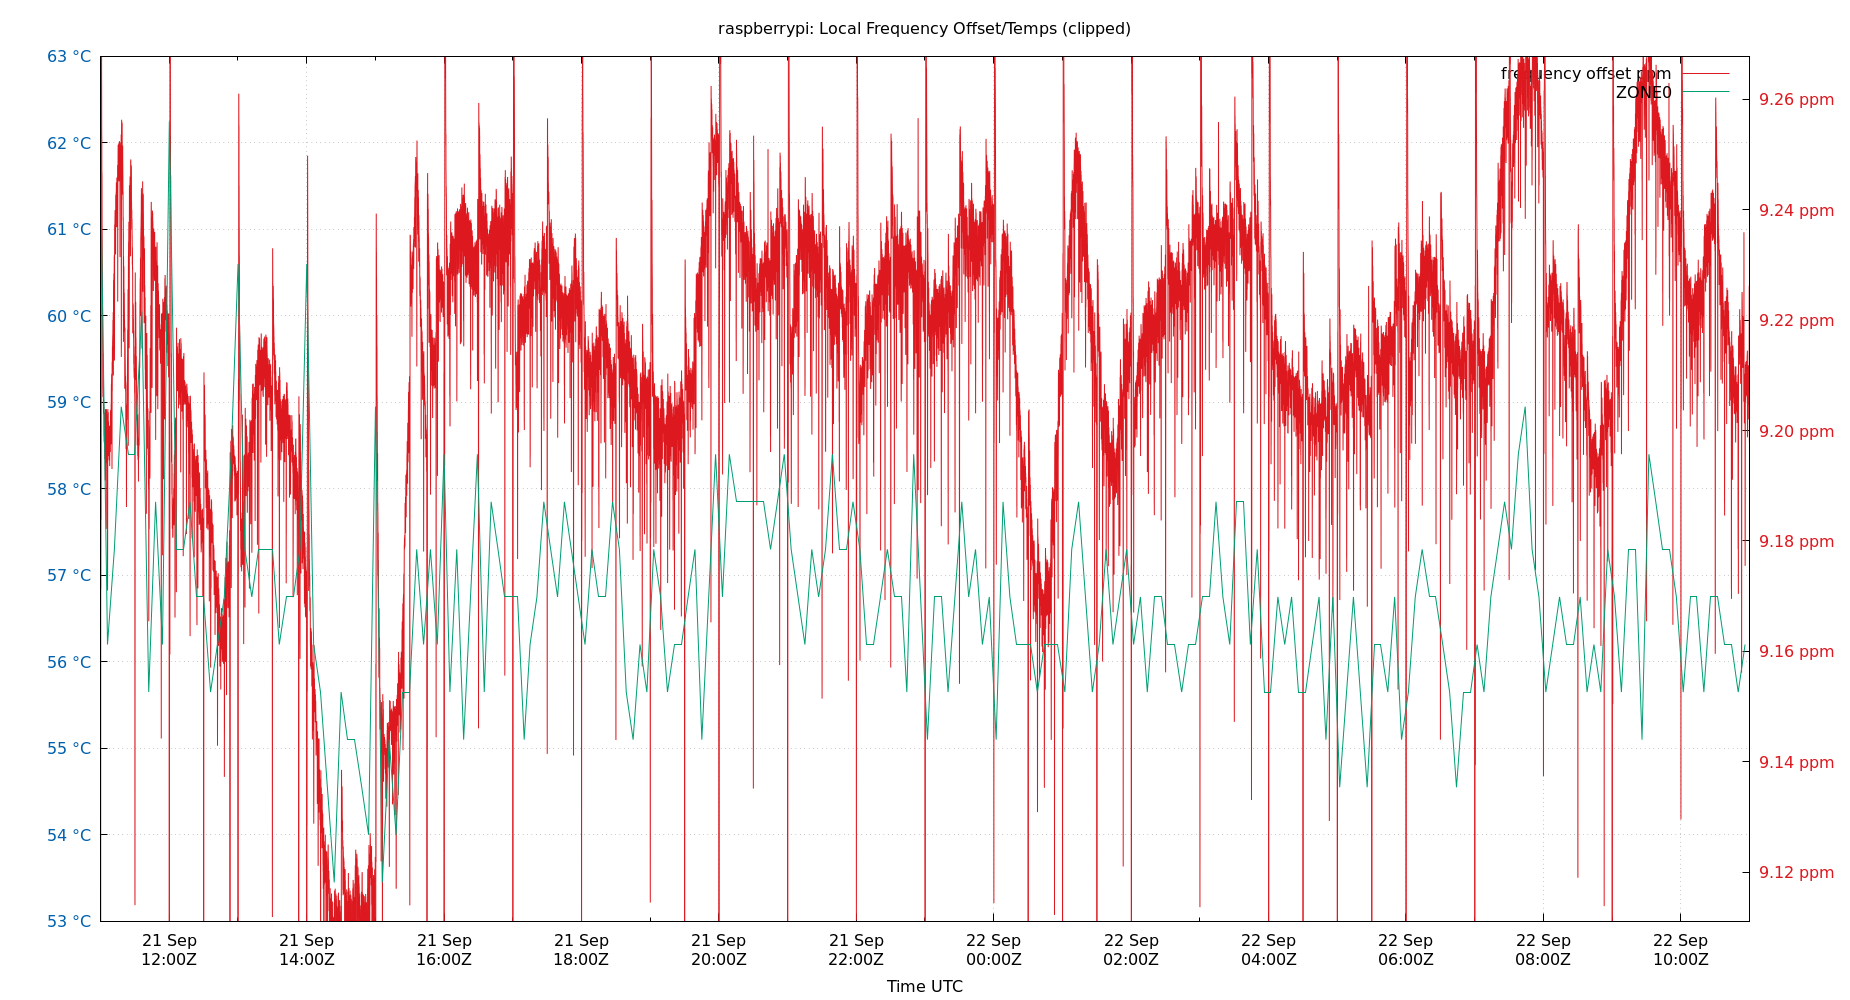 raspberrypi: Local Frequency Offset/Temps (clipped)
frequency offset ppm
ZONE0
63 °C
62 °C
61 °C
60 °C
59 °C
58 °C
57 °C
56 °C
55 °C
54 °C
53 °C
9.26 ppm
9.24 ppm
9.22 ppm
9.20 ppm
9.18 ppm
9.16 ppm
9.14 ppm
9.12 ppm
21 Sep
12:00Z
21 Sep
14:00Z
21 Sep
16:00Z
21 Sep
18:00Z
21 Sep
20:00Z
21 Sep
22:00Z
22 Sep
00:00Z
22 Sep
02:00Z
22 Sep
04:00Z
22 Sep
06:00Z
22 Sep
08:00Z
22 Sep
10:00Z
Time UTC